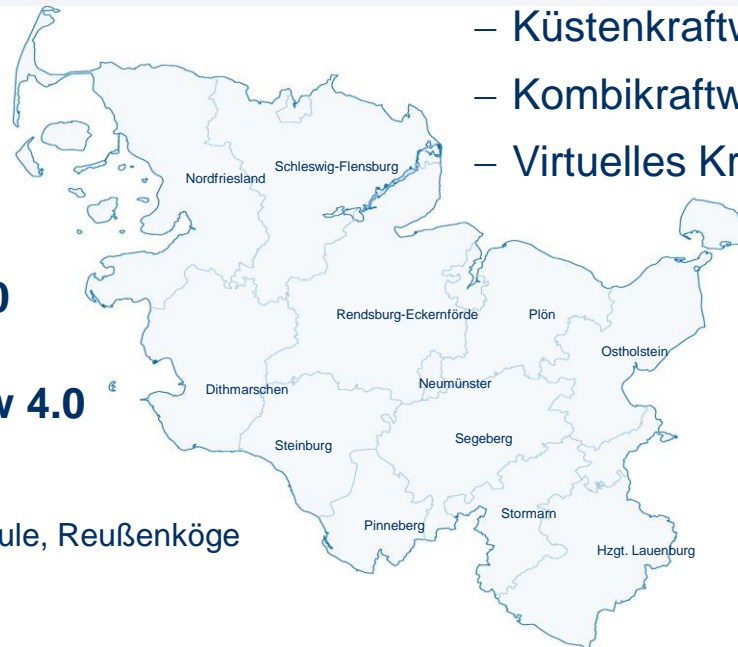 – Küstenkraftw
– Kombikraftw
– Virtuelles Kr
Nordfriesland
Schleswig-Flensburg
0
Rendsburg-Eckernförde
Plön
Ostholstein
Dithmarschen
Neumünster
w 4.0
Steinburg
Segeberg
Stormarn
Pinneberg
ule, Reußenköge
Hzgt. Lauenburg